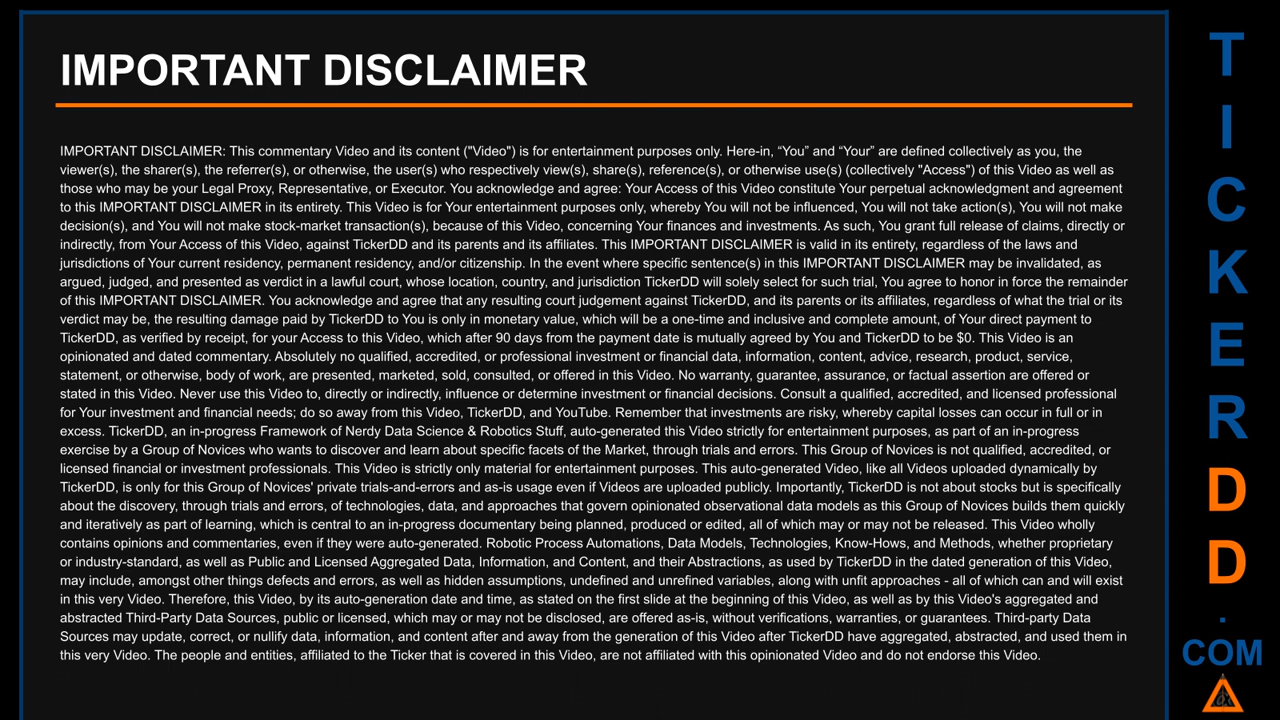 IMPORTANT DISCLAIMER
IMPORTANT DISCLAIMER: This commentary Video and its content ("Video") is for entertainment purposes only. Here-in, “You” and “Your” are defined collectively as you, the
viewer(s), the sharer(s), the referrer(s), or otherwise, the user(s) who respectively view(s), share(s), reference(s), or otherwise use(s) (collectively "Access") of this Video as well as
those who may be your Legal Proxy, Representative, or Executor. You acknowledge and agree: Your Access of this Video constitute Your perpetual acknowledgment and agreement
to this IMPORTANT DISCLAIMER in its entirety. This Video is for Your entertainment purposes only, whereby You will not be influenced, You will not take action(s), You will not make
decision(s), and You will not make stock-market transaction(s), because of this Video, concerning Your finances and investments. As such, You grant full release of claims, directly or
indirectly, from Your Access of this Video, against TickerDD and its parents and its affiliates. This IMPORTANT DISCLAIMER is valid in its entirety, regardless of the laws and
jurisdictions of Your current residency, permanent residency, and/or citizenship. In the event where specific sentence(s) in this IMPORTANT DISCLAIMER may be invalidated, as
argued, judged, and presented as verdict in a lawful court, whose location, country, and jurisdiction TickerDD will solely select for such trial, You agree to honor in force the remainder
of this IMPORTANT DISCLAIMER. You acknowledge and agree that any resulting court judgement against TickerDD, and its parents or its affiliates, regardless of what the trial or its
verdict may be, the resulting damage paid by TickerDD to You is only in monetary value, which will be a one-time and inclusive and complete amount, of Your direct payment to
TickerDD, as verified by receipt, for your Access to this Video, which after 90 days from the payment date is mutually agreed by You and TickerDD to be $0. This Video is an
opinionated and dated commentary. Absolutely no qualified, accredited, or professional investment or financial data, information, content, advice, research, product, service,
statement, or otherwise, body of work, are presented, marketed, sold, consulted, or offered in this Video. No warranty, guarantee, assurance, or factual assertion are offered or
stated in this Video. Never use this Video to, directly or indirectly, influence or determine investment or financial decisions. Consult a qualified, accredited, and licensed professional
for Your investment and financial needs; do so away from this Video, TickerDD, and YouTube. Remember that investments are risky, whereby capital losses can occur in full or in
excess. TickerDD, an in-progress Framework of Nerdy Data Science & Robotics Stuff, auto-generated this Video strictly for entertainment purposes, as part of an in-progress
exercise by a Group of Novices who wants to discover and learn about specific facets of the Market, through trials and errors. This Group of Novices is not qualified, accredited, or
licensed financial or investment professionals. This Video is strictly only material for entertainment purposes. This auto-generated Video, like all Videos uploaded dynamically by
TickerDD, is only for this Group of Novices' private trials-and-errors and as-is usage even if Videos are uploaded publicly. Importantly, TickerDD is not about stocks but is specifically
about the discovery, through trials and errors, of technologies, data, and approaches that govern opinionated observational data models as this Group of Novices builds them quickly
and iteratively as part of learning, which is central to an in-progress documentary being planned, produced or edited, all of which may or may not be released. This Video wholly
contains opinions and commentaries, even if they were auto-generated. Robotic Process Automations, Data Models, Technologies, Know-Hows, and Methods, whether proprietary
or industry-standard, as well as Public and Licensed Aggregated Data, Information, and Content, and their Abstractions, as used by TickerDD in the dated generation of this Video,
may include, amongst other things defects and errors, as well as hidden assumptions, undefined and unrefined variables, along with unfit approaches - all of which can and will exist
in this very Video. Therefore, this Video, by its auto-generation date and time, as stated on the first slide at the beginning of this Video, as well as by this Video's aggregated and
abstracted Third-Party Data Sources, public or licensed, which may or may not be disclosed, are offered as-is, without verifications, warranties, or guarantees. Third-party Data
Sources may update, correct, or nullify data, information, and content after and away from the generation of this Video after TickerDD have aggregated, abstracted, and used them in
this very Video. The people and entities, affiliated to the Ticker that is covered in this Video, are not affiliated with this opinionated Video and do not endorse this Video.
T
I
C
K
E
R
D
D
.
COM